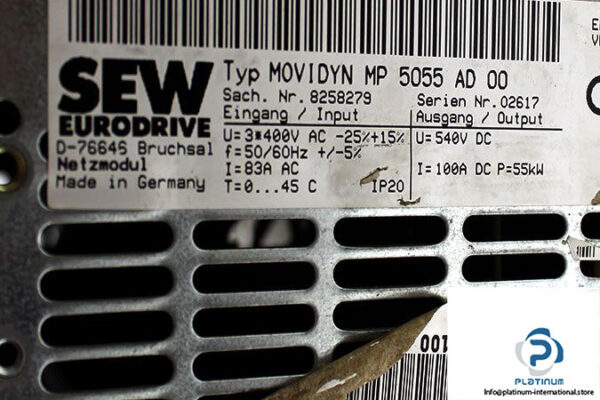 SEW
EURODRIVE
D-76646 Bruchsal
Netzmodul
Made in Germany
Typ MOVIDYN MP 5055 AD 00
Sach. Nr. 8258279
Serien Nr. 02617
Eingang / Input
Ausgang / Output
U= 3*400V AC -25%+15%
U= 540V DC
f= 50/60Hz +/-5%
I= 83A AC
I= 100A DC P= 55kW
T= 0...45 C
IP20
100
PLATINUM
Info@platinum-international.store